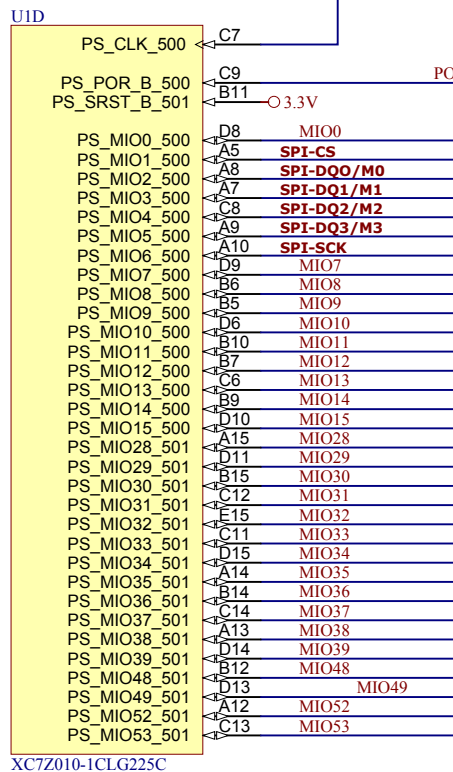 U1D
PS_CLK_500 C7
PS_POR_B_500 C9 PO
PS_SRST_B_501 B11 3.3V
PS_MIO0_500 D8 MIO0
PS_MIO1_500 A5 SPI-CS
PS_MIO2_500 A8 SPI-DQ0/M0
PS_MIO3_500 A7 SPI-DQ1/M1
PS_MIO4_500 C8 SPI-DQ2/M2
PS_MIO5_500 A9 SPI-DQ3/M3
PS_MIO6_500 A10 SPI-SCK
PS_MIO7_500 D9 MIO7
PS_MIO8_500 B6 MIO8
PS_MIO9_500 B5 MIO9
PS_MIO10_500 D6 MIO10
PS_MIO11_500 B10 MIO11
PS_MIO12_500 B7 MIO12
PS_MIO13_500 C6 MIO13
PS_MIO14_500 B9 MIO14
PS_MIO15_500 D10 MIO15
PS_MIO28_501 A15 MIO28
PS_MIO29_501 D11 MIO29
PS_MIO30_501 B15 MIO30
PS_MIO31_501 C12 MIO31
PS_MIO32_501 E15 MIO32
PS_MIO33_501 C11 MIO33
PS_MIO34_501 D15 MIO34
PS_MIO35_501 A14 MIO35
PS_MIO36_501 B14 MIO36
PS_MIO37_501 C14 MIO37
PS_MIO38_501 A13 MIO38
PS_MIO39_501 D14 MIO39
PS_MIO48_501 B12 MIO48
PS_MIO49_501 D13 MIO49
PS_MIO52_501 A12 MIO52
PS_MIO53_501 C13 MIO53
XC7Z010-1CLG225C